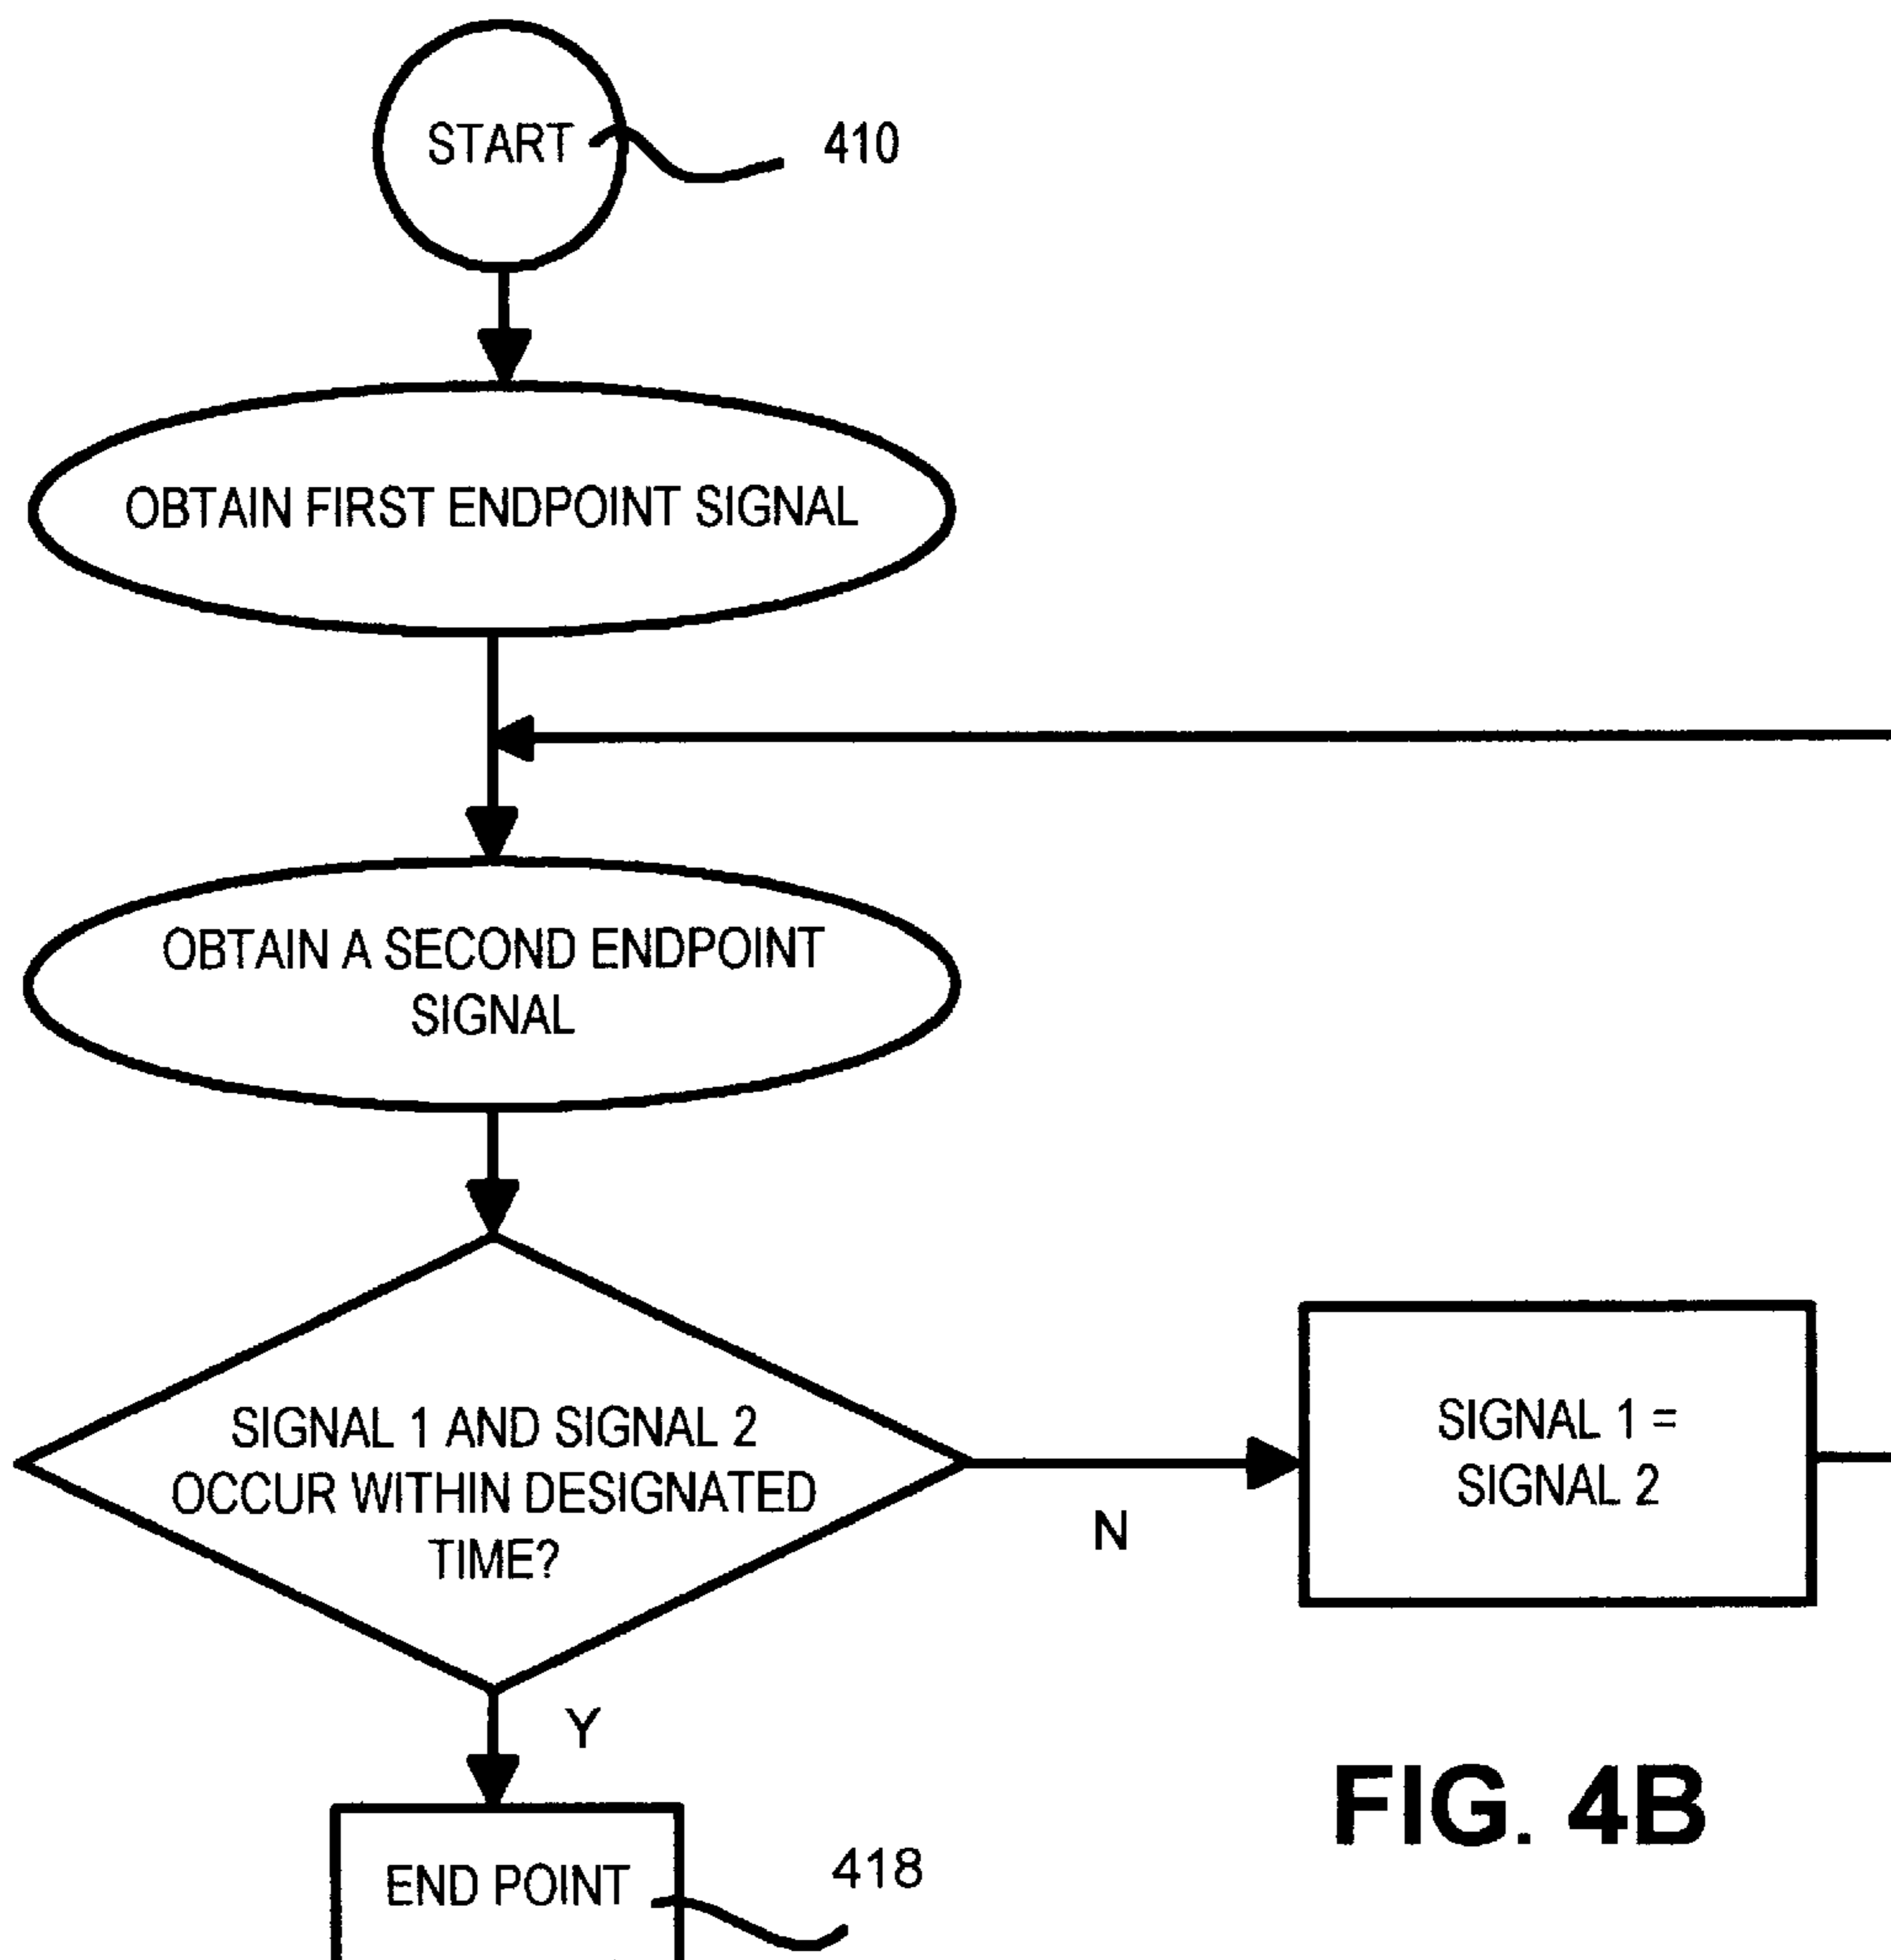 START
410
OBTAIN FIRST ENDPOINT SIGNAL
OBTAIN A SECOND ENDPOINT
SIGNAL
SIGNAL 1 AND SIGNAL 2
OCCUR WITHIN DESIGNATED
TIME?
N
SIGNAL 1 =
SIGNAL 2
Y
END POINT
418
FIG. 4B